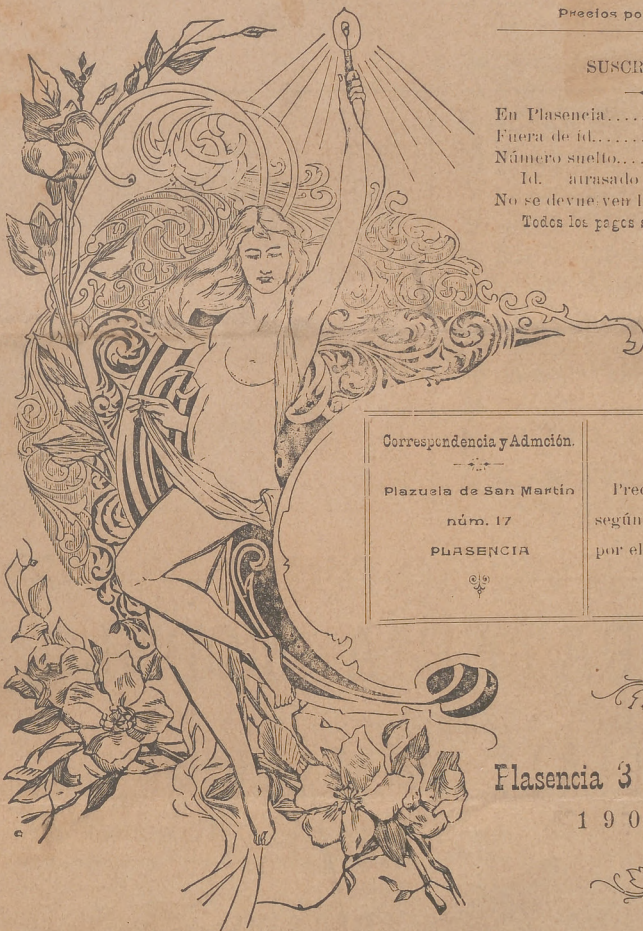 Precios po
SUSCR
En Plasencia....
Fuera de id......
Número suelto....
Id. atrasado
No se devuelven l
Todos los pagos
Correspondencia y Admción.
Plazuela de San Martín
núm. 17
PLASENCIA
Prec
según
por el
Plasencia 3
190